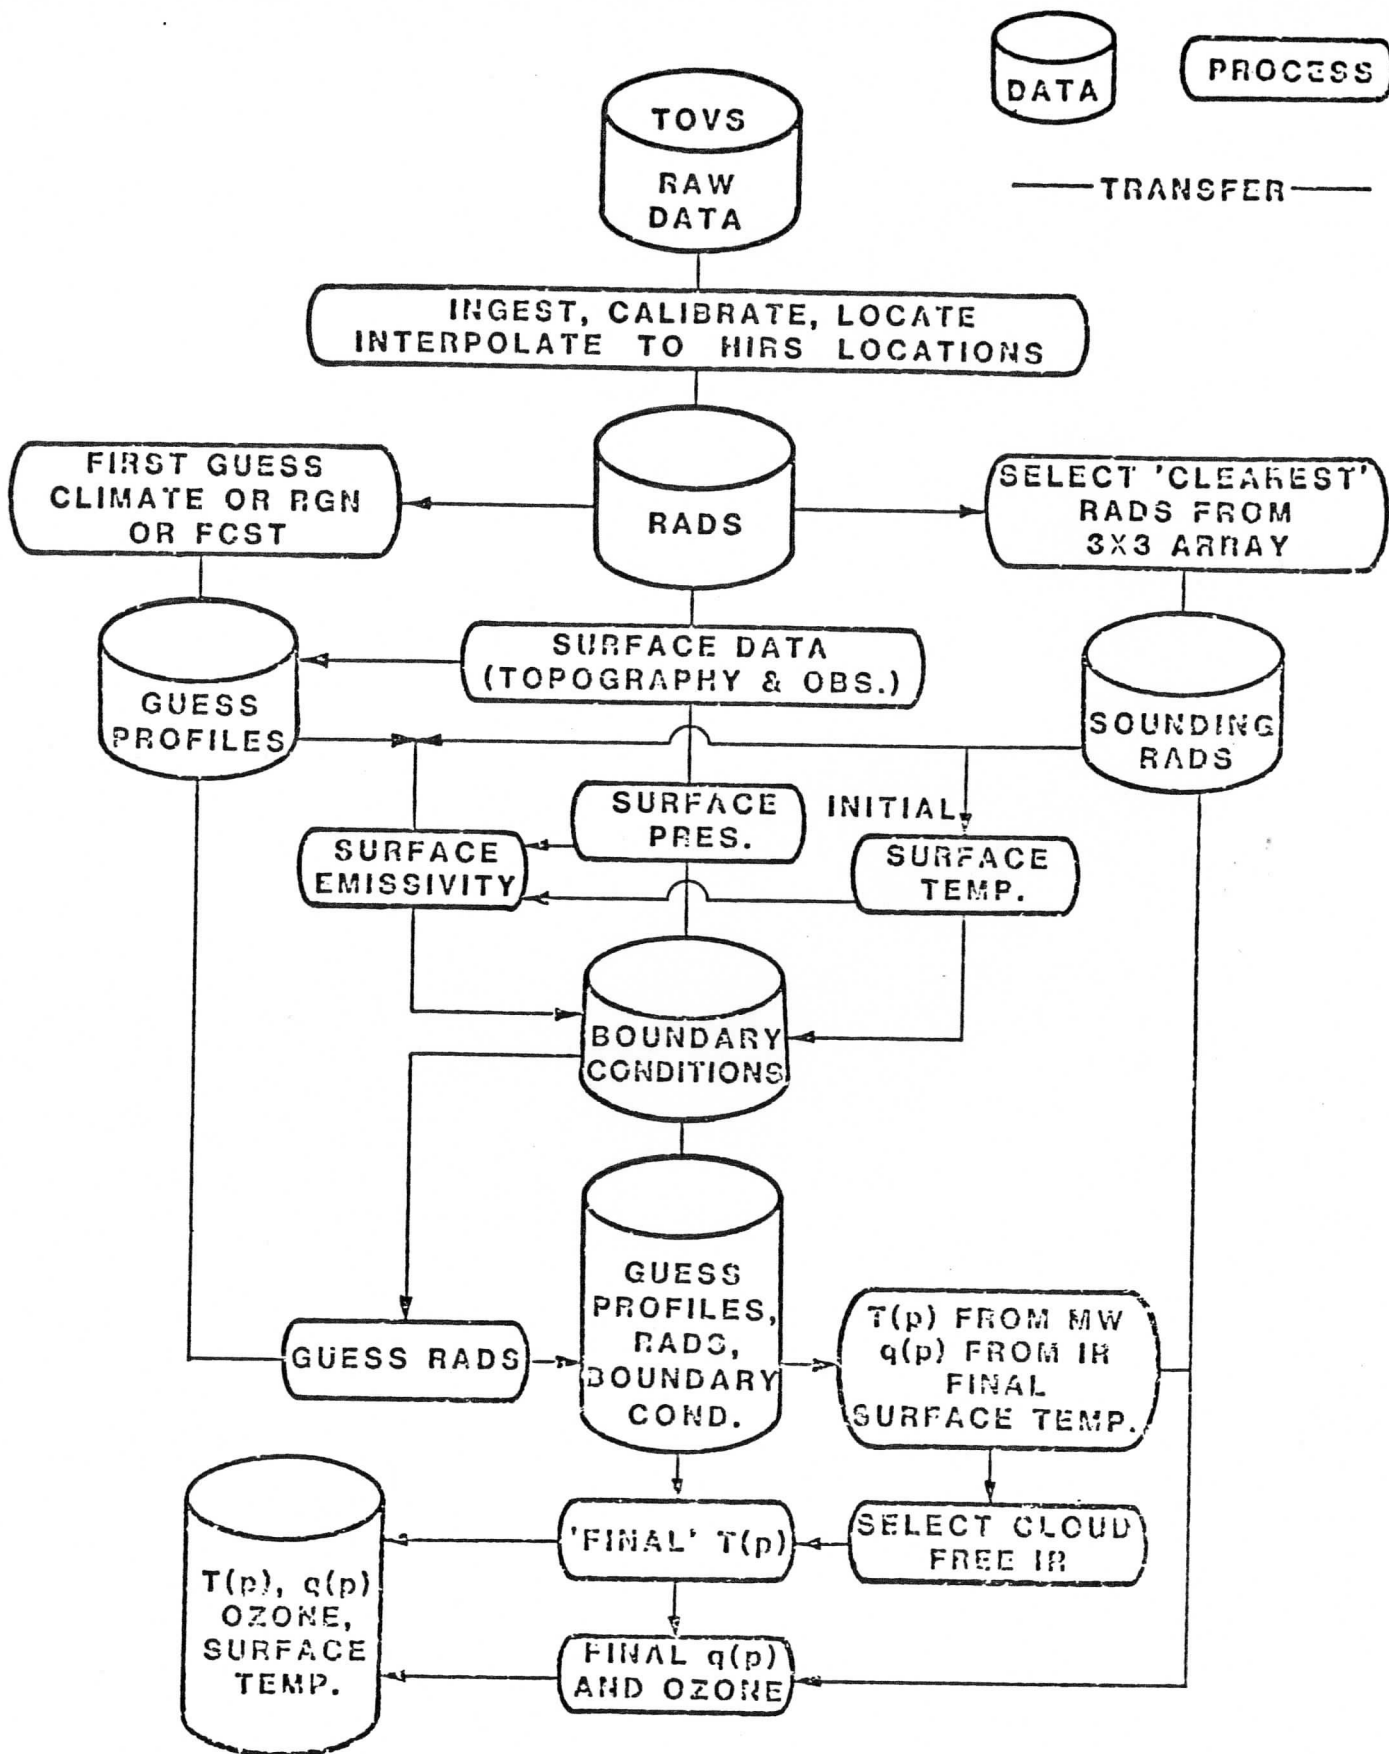 DATA
PROCESS
TRANSFER
TOVS
RAW
DATA
INGEST, CALIBRATE, LOCATE
INTERPOLATE TO HIRS LOCATIONS
FIRST GUESS
CLIMATE OR RGN
OR FCST
RADS
SELECT 'CLEAREST'
RADS FROM
3X3 ARRAY
SURFACE DATA
(TOPOGRAPHY & OBS.)
GUESS
PROFILES
SOUNDING
RADS
SURFACE
PRES.
INITIAL
SURFACE
EMISSIVITY
SURFACE
TEMP.
BOUNDARY
CONDITIONS
GUESS
PROFILES,
RADS,
BOUNDARY
COND.
GUESS RADS
T(p) FROM MW
q(p) FROM IR
FINAL
SURFACE TEMP.
'FINAL' T(p)
SELECT CLOUD
FREE IR
T(p), q(p)
OZONE,
SURFACE
TEMP.
FINAL q(p)
AND OZONE